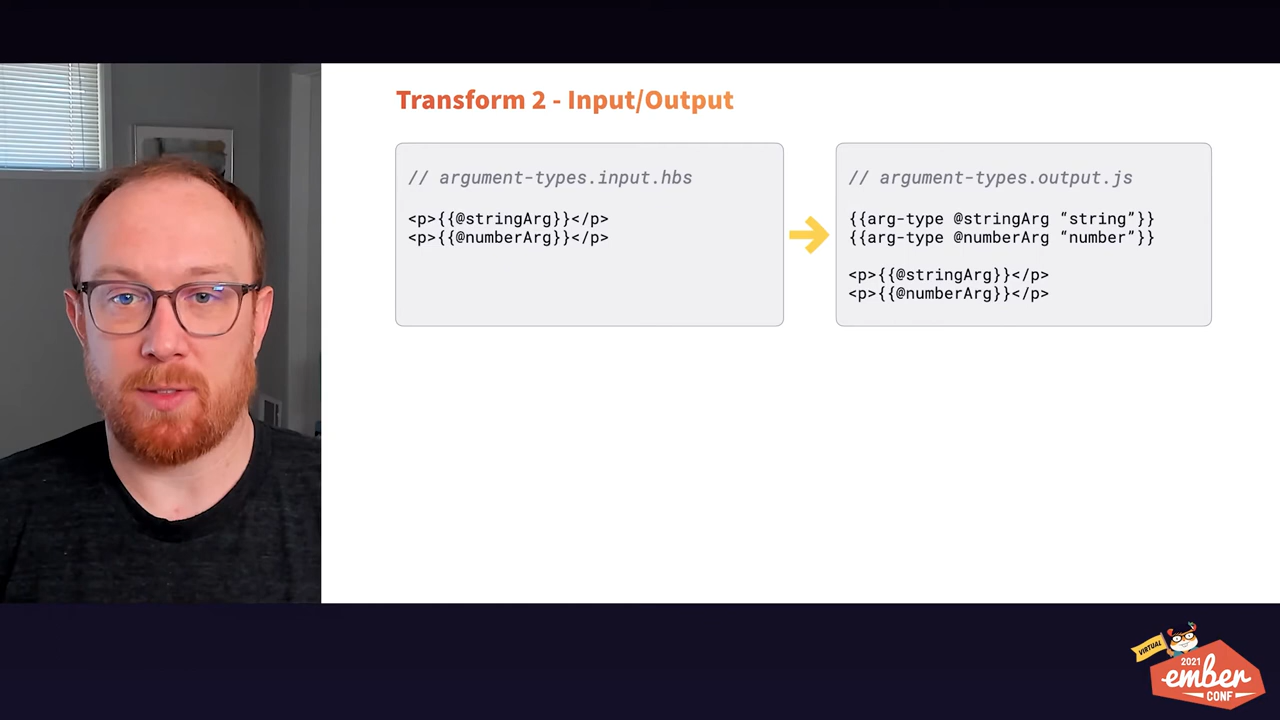 Transform 2 - Input/Output
// argument-types.input.hbs
<p>{{@stringArg}}</p>
<p>{{@numberArg}}</p>
// argument-types.output.js
{{arg-type @stringArg “string”}}
{{arg-type @numberArg “number”}}
<p>{{@stringArg}}</p>
<p>{{@numberArg}}</p>
VIRTUAL
2021
ember
CONF